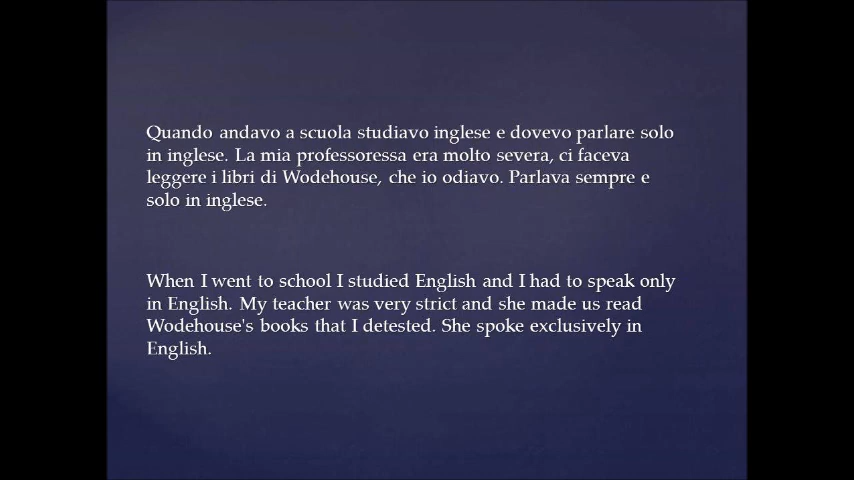 Quando andavo a scuola studiavo inglese e dovevo parlare solo
in inglese. La mia professoressa era molto severa, ci faceva
leggere i libri di Wodehouse, che io odiavo. Parlava sempre e
solo in inglese.
When I went to school I studied English and I had to speak only
in English. My teacher was very strict and she made us read
Wodehouse's books that I detested. She spoke exclusively in
English.